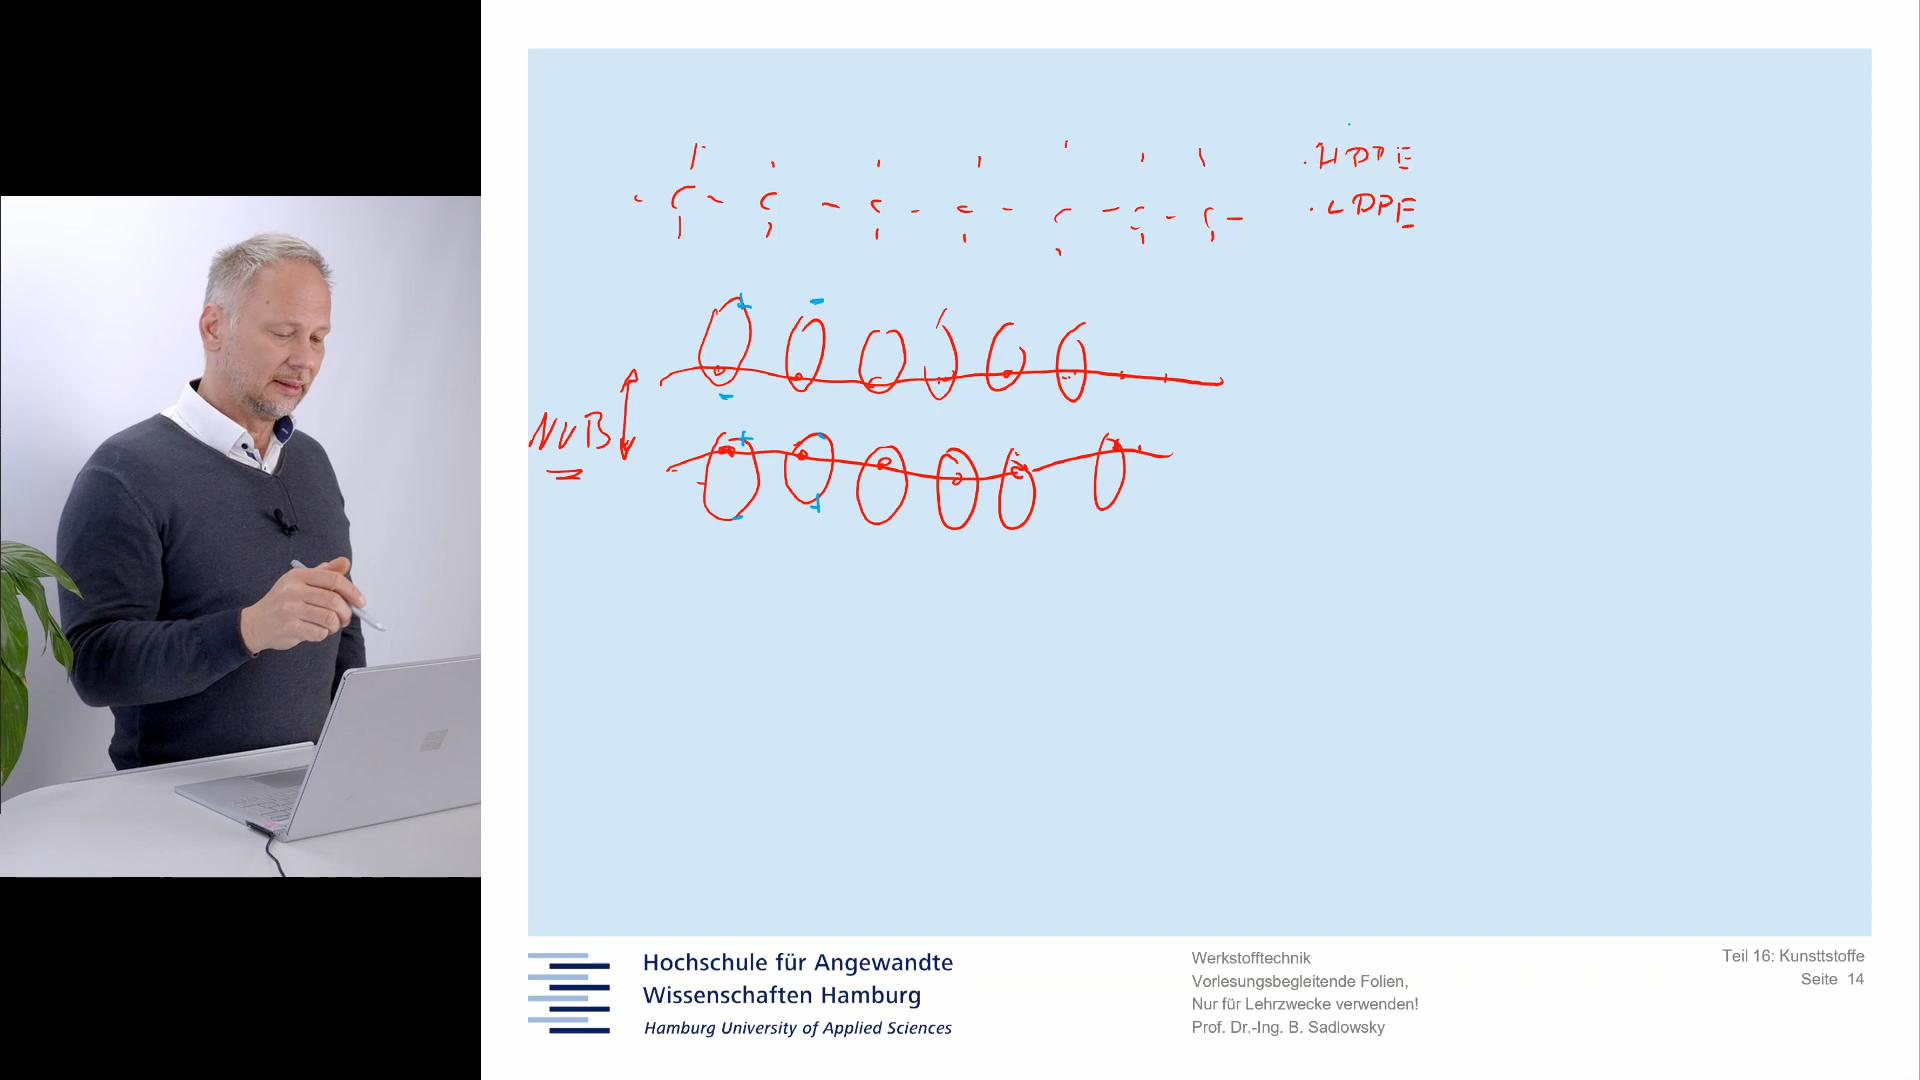 HDPE
LDPE
NVB
Hochschule für Angewandte
Wissenschaften Hamburg
Hamburg University of Applied Sciences
Werkstofftechnik
Vorlesungsbegleitende Folien,
Nur für Lehrzwecke verwenden!
Prof. Dr.-Ing. B. Sadlowsky
Teil 16: Kunsttstoffe
Seite 14